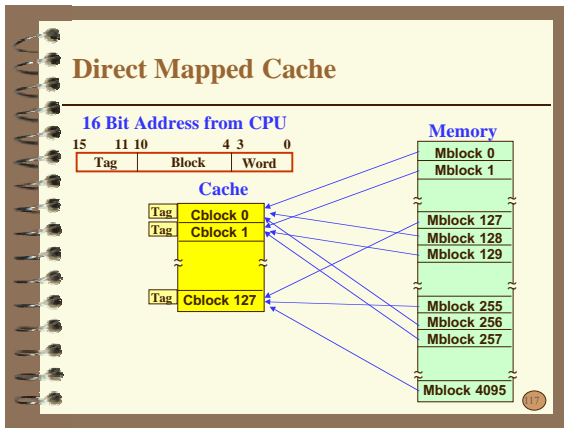 Direct Mapped Cache
16 Bit Address from CPU
15 11 10 4 3 0
Tag Block Word
Cache
Tag Cblock 0
Tag Cblock 1
Tag Cblock 127
Memory
Mblock 0
Mblock 1
Mblock 127
Mblock 128
Mblock 129
Mblock 255
Mblock 256
Mblock 257
Mblock 4095
117